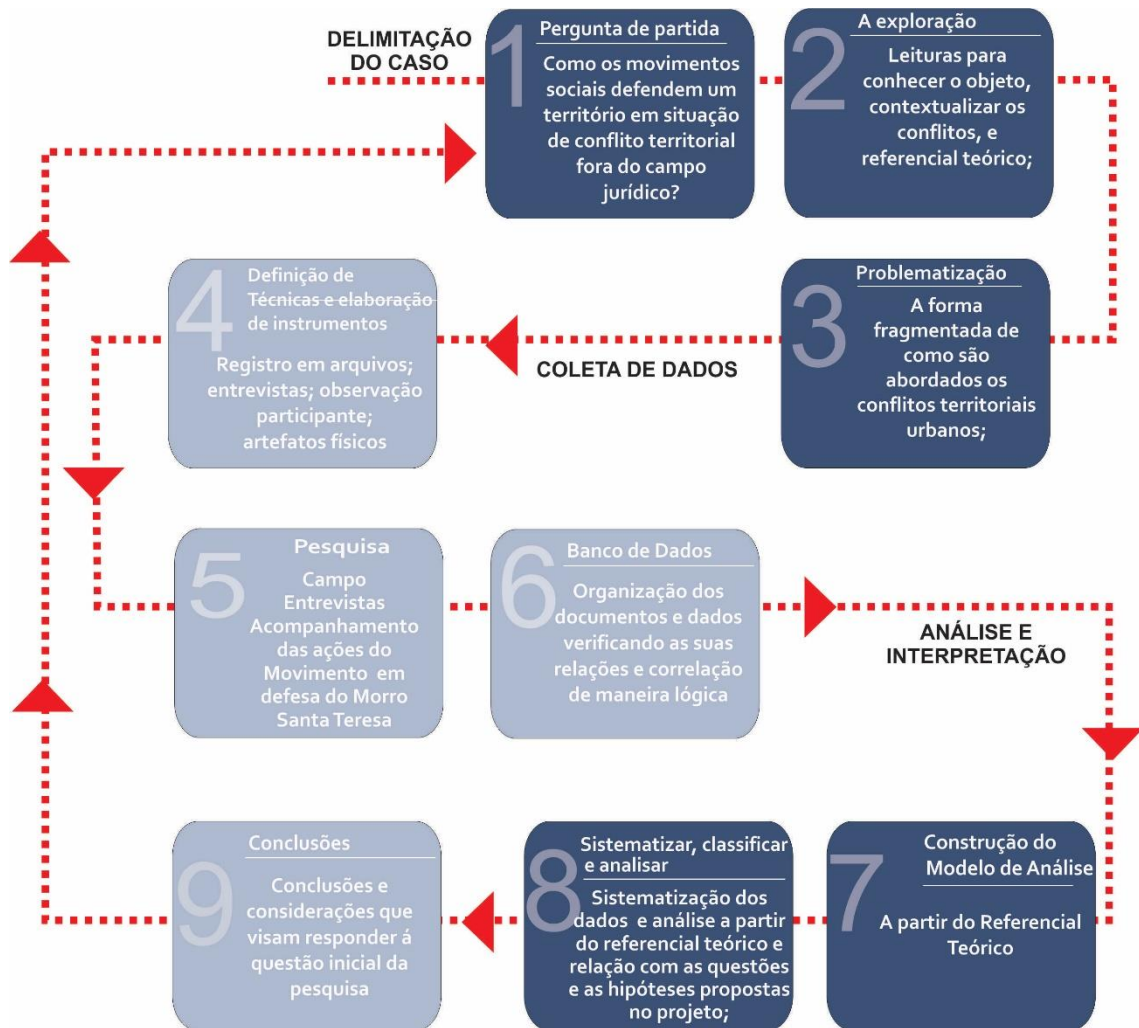 DELIMITAÇÃO
DO CASO
1
Pergunta de partida
Como os movimentos
sociais defendem um
território em situação
de conflito territorial
fora do campo
jurídico?
2
A exploração
Leituras para
conhecer o objeto,
contextualizar os
conflitos, e
referencial teórico;
3
Problematização
A forma
fragmentada de
como são
abordados os
conflitos territoriais
urbanos;
COLETA DE DADOS
4
Definição de
Técnicas e elaboração
de instrumentos
Registro em arquivos;
entrevistas; observação
participante;
artefatos físicos
5
Pesquisa
Campo
Entrevistas
Acompanhamento
das ações do
Movimento em
defesa do Morro
Santa Teresa
6
Banco de Dados
Organização dos
documentos e dados
verificando as suas
relações e correlação
de maneira lógica
ANÁLISE E
INTERPRETAÇÃO
7
Construção do
Modelo de Análise
A partir do Referencial
Teórico
8
Sistematizar, classificar
e analisar
Sistematização dos
dados e análise a partir
do referencial teórico e
relação com as questões
e as hipóteses propostas
no projeto;
9
Conclusões
Conclusões e
considerações que
visam responder á
questão inicial da
pesquisa